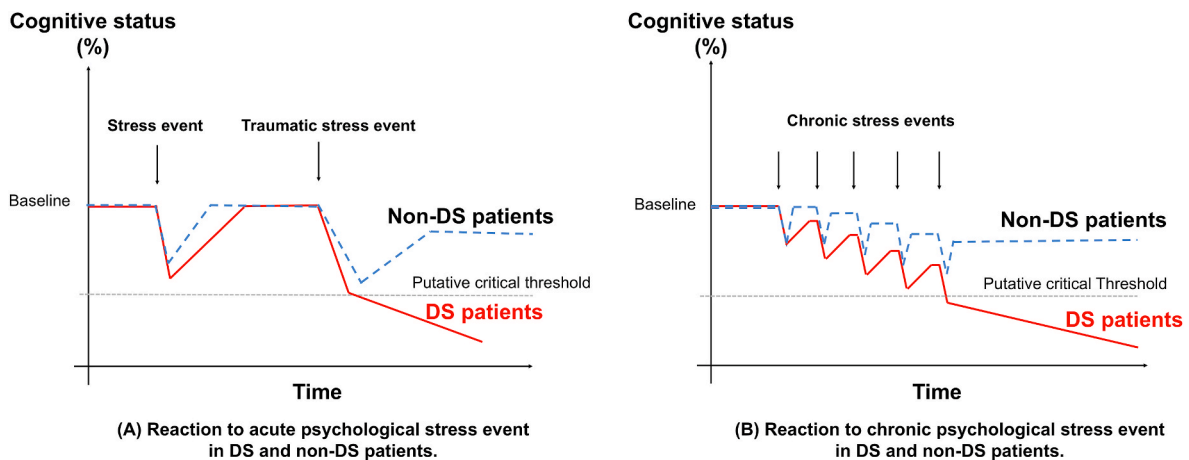 Cognitive status
(%)
Stress event
Traumatic stress event
Baseline
Non-DS patients
Putative critical threshold
DS patients
Time
(A) Reaction to acute psychological stress event
in DS and non-DS patients.
Cognitive status
(%)
Chronic stress events
Baseline
Non-DS patients
Putative critical Threshold
DS patients
Time
(B) Reaction to chronic psychological stress event
in DS and non-DS patients.